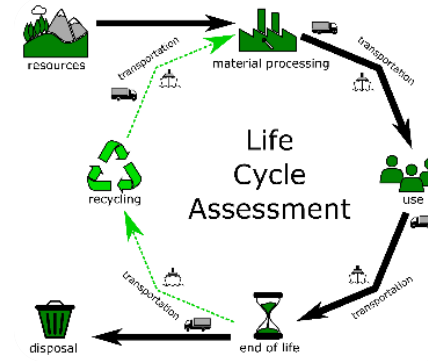 resources
transportation
material processing
transportation
Life
Cycle
Assessment
recycling
use
transportation
transportation
disposal
end of life